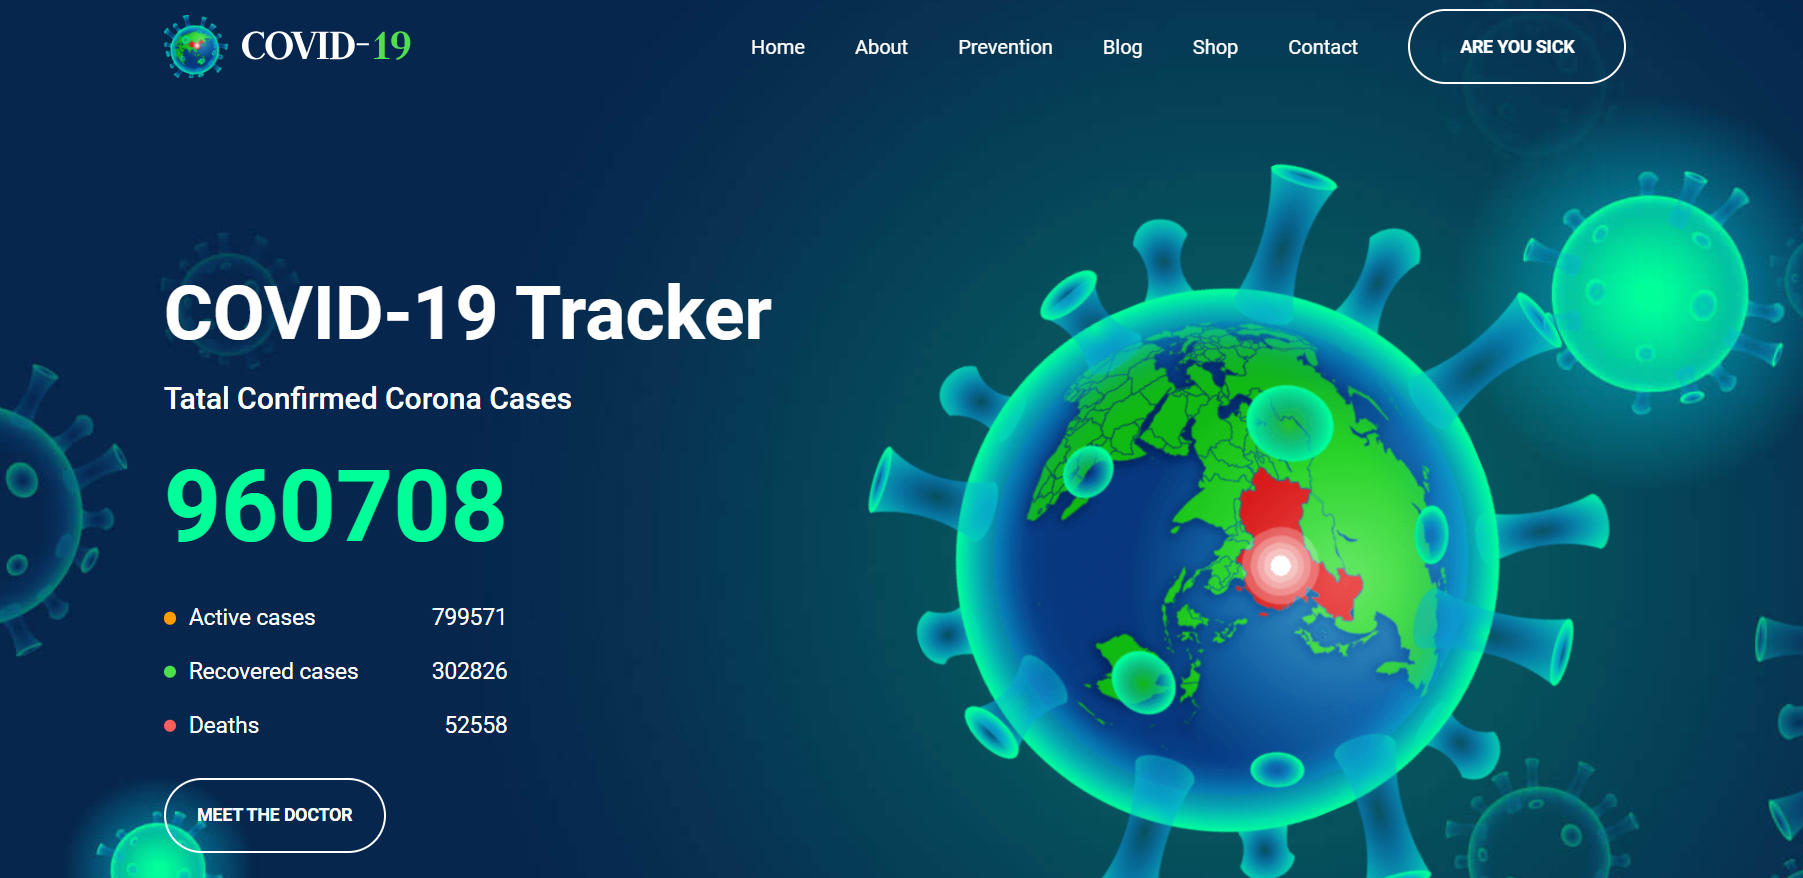 COVID-19
Home About Prevention Blog Shop Contact ARE YOU SICK
COVID-19 Tracker
Tatal Confirmed Corona Cases
960708
Active cases 799571
Recovered cases 302826
Deaths 52558
MEET THE DOCTOR